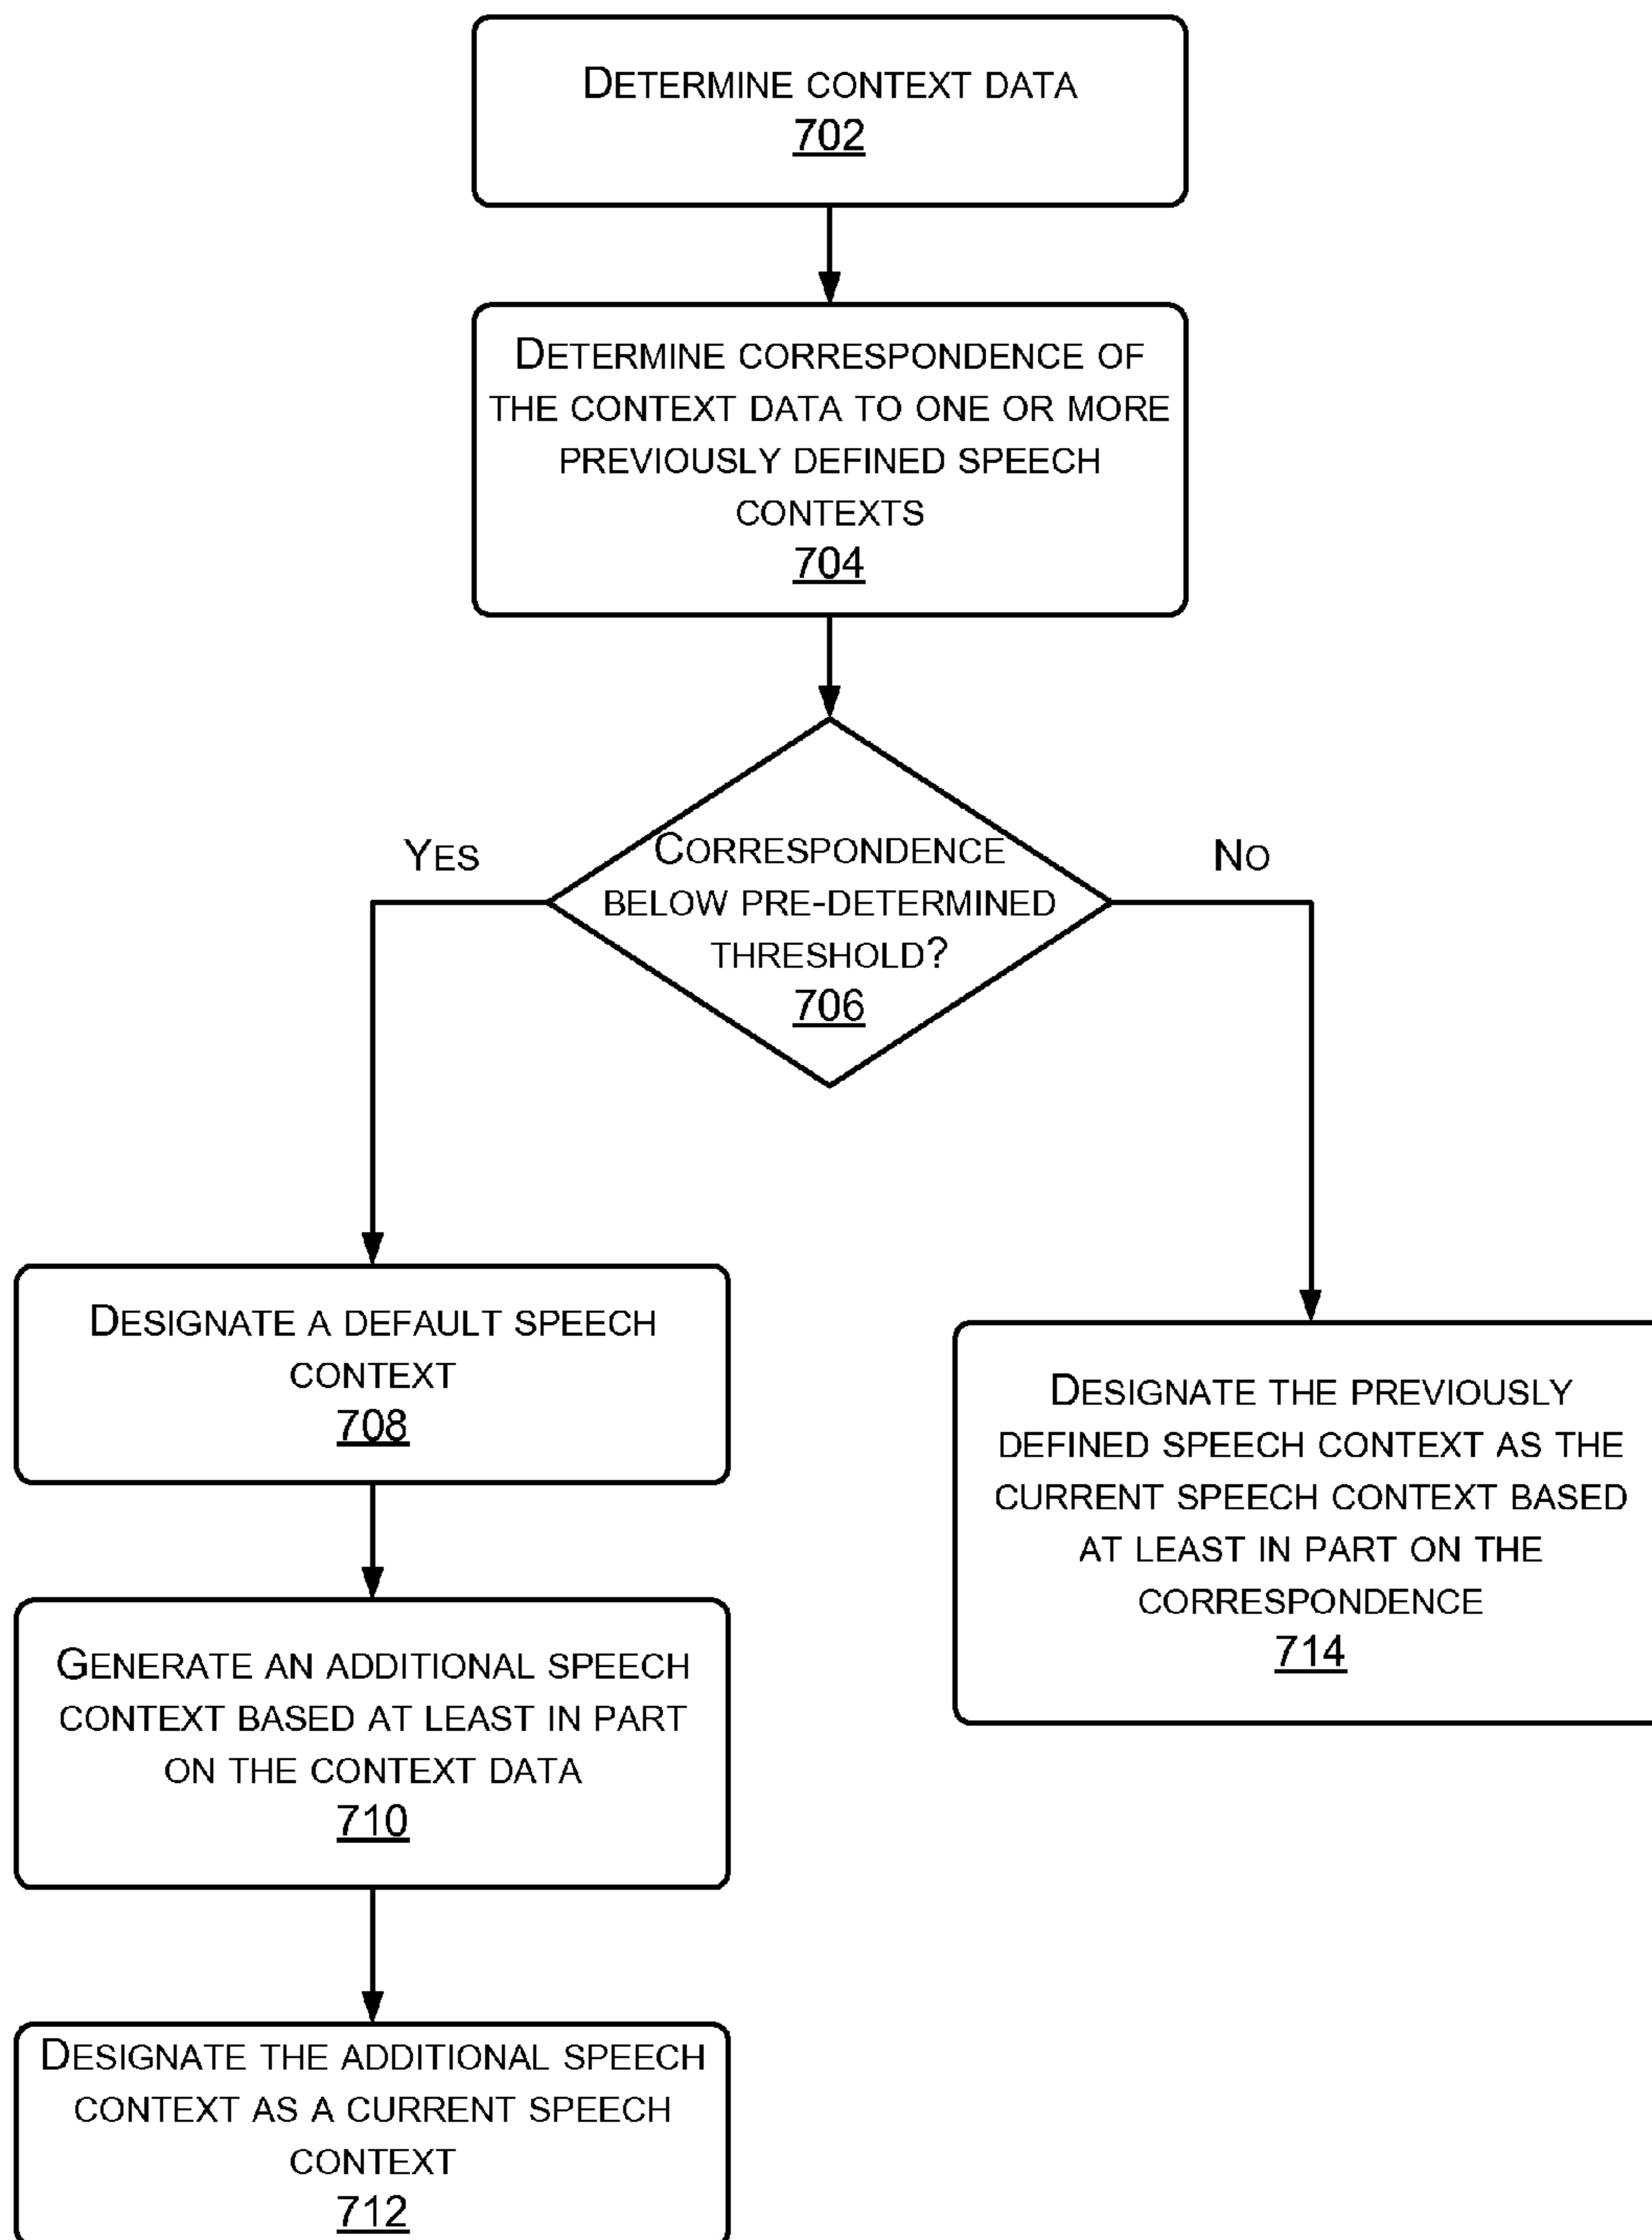 DETERMINE CONTEXT DATA
702
DETERMINE CORRESPONDENCE OF
THE CONTEXT DATA TO ONE OR MORE
PREVIOUSLY DEFINED SPEECH
CONTEXTS
704
CORRESPONDENCE
BELOW PRE-DETERMINED
THRESHOLD?
706
YES
NO
DESIGNATE A DEFAULT SPEECH
CONTEXT
708
GENERATE AN ADDITIONAL SPEECH
CONTEXT BASED AT LEAST IN PART
ON THE CONTEXT DATA
710
DESIGNATE THE ADDITIONAL SPEECH
CONTEXT AS A CURRENT SPEECH
CONTEXT
712
DESIGNATE THE PREVIOUSLY
DEFINED SPEECH CONTEXT AS THE
CURRENT SPEECH CONTEXT BASED
AT LEAST IN PART ON THE
CORRESPONDENCE
714